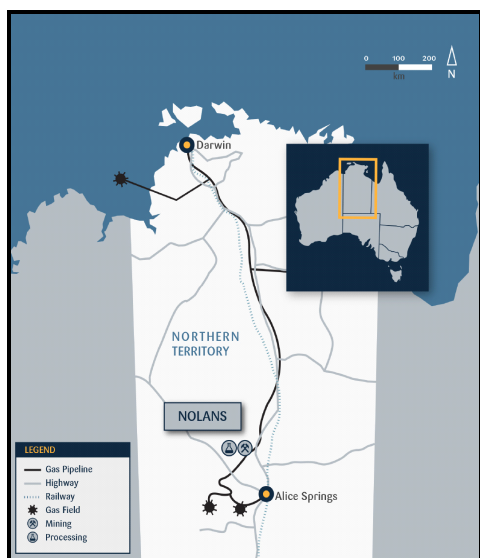 0 100 200
km
N
Darwin
NORTHERN
TERRITORY
NOLANS
Alice Springs
LEGEND
Gas Pipeline
Highway
Railway
Gas Field
Mining
Processing